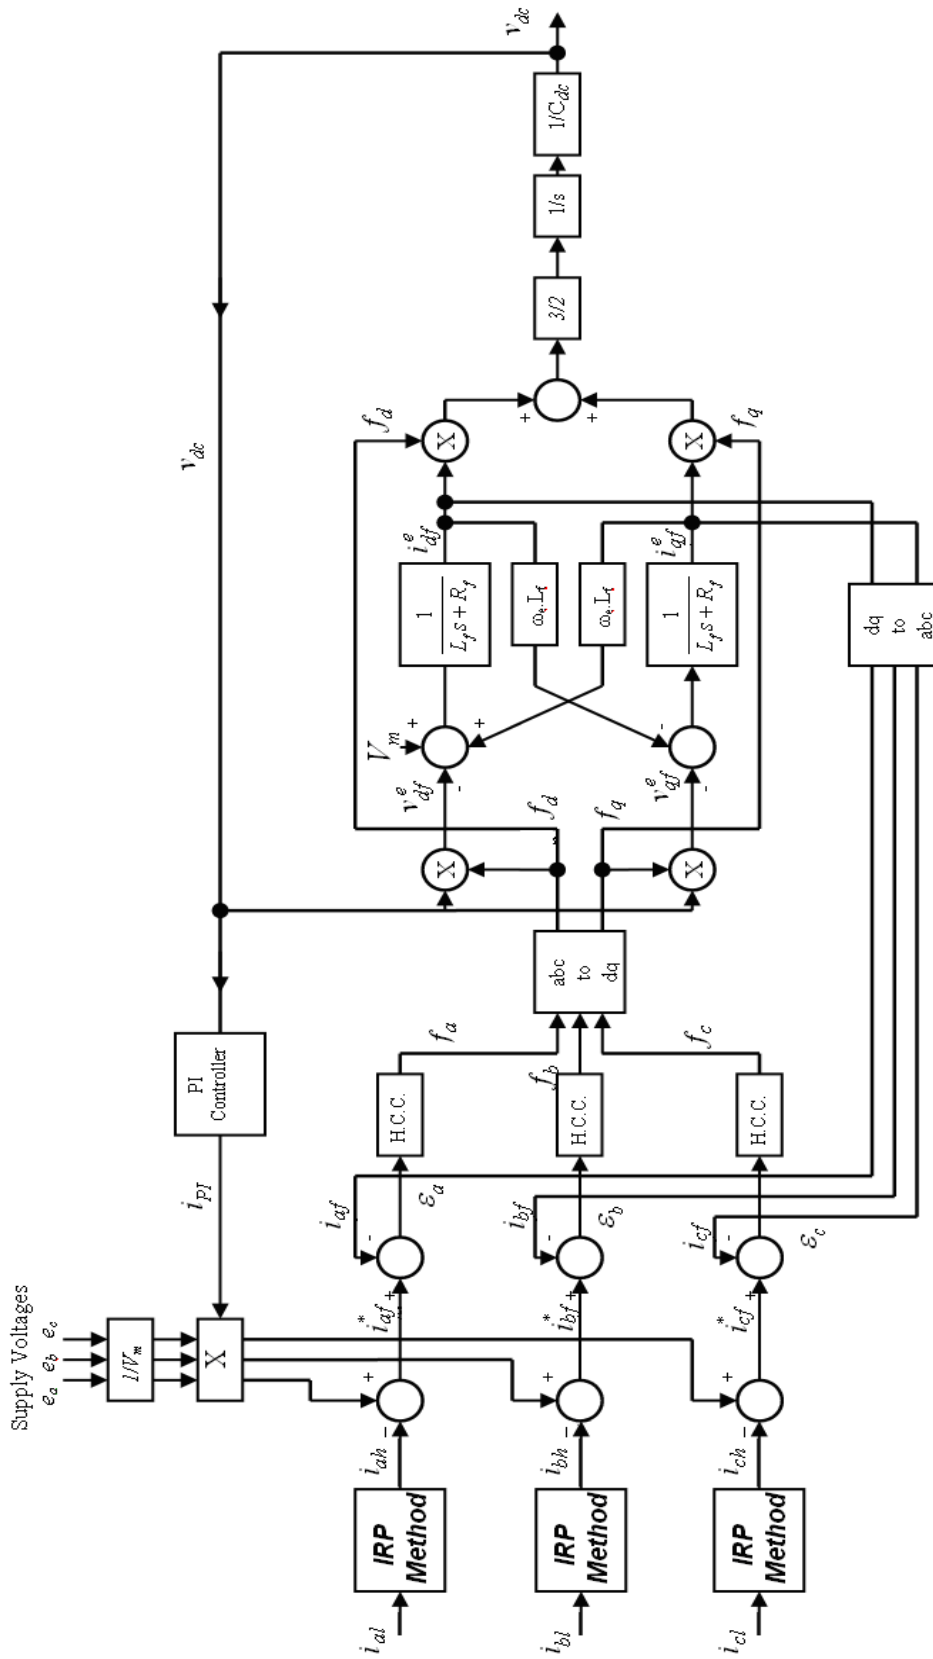 Supply Voltages
e_a e_b e_c
1/V_m
X
i_PI
PI
Controller
v_dc
v_dc
i_al
IRP
Method
i_ah
-
+
i*_af
+
-
i_af
ε_a
H.C.C.
f_a
i_bl
IRP
Method
i_bh
-
+
i*_bf
+
-
i_bf
ε_b
H.C.C.
f_b
i_cl
IRP
Method
i_ch
-
+
i*_cf
+
-
i_cf
ε_c
H.C.C.
f_c
abc
to
dq
f_d
f_q
X
X
v^e_df
-
V_m
+
+
v^e_qf
-
-
1
L_f s + R_f
ω_e.L_f
ω_e.L_f
1
L_f s + R_f
i^e_df
i^e_qf
f_d
X
X
f_q
+
+
3/2
1/s
1/C_dc
dq
to
abc